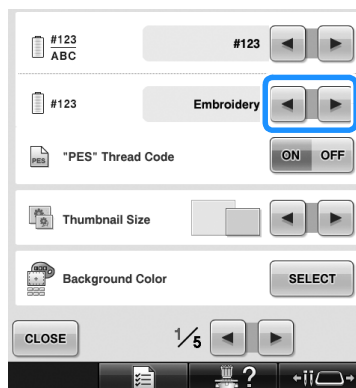 #123
ABC
#123
#123
Embroidery
PES
"PES" Thread Code
ON OFF
Thumbnail Size
Background Color
SELECT
CLOSE
1/5
?